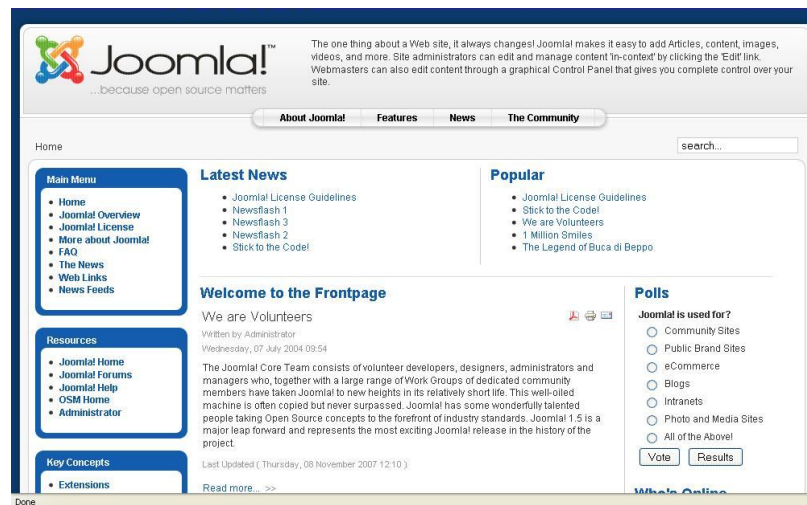 Joomla!™
...because open source matters
The one thing about a Web site, it always changes! Joomla! makes it easy to add Articles, content, images,
videos, and more. Site administrators can edit and manage content 'in-context' by clicking the 'Edit' link.
Webmasters can also edit content through a graphical Control Panel that gives you complete control over your
site.
About Joomla! Features News The Community
Home
search...
Main Menu
Home
Joomla! Overview
Joomla! License
More about Joomla!
FAQ
The News
Web Links
News Feeds
Resources
Joomla! Home
Joomla! Forums
Joomla! Help
OSM Home
Administrator
Key Concepts
Extensions
Latest News
Joomla! License Guidelines
Newsflash 1
Newsflash 3
Newsflash 2
Stick to the Code!
Popular
Joomla! License Guidelines
Stick to the Code!
We are Volunteers
1 Million Smiles
The Legend of Buca di Beppo
Welcome to the Frontpage
We are Volunteers
Written by Administrator
Wednesday, 07 July 2004 09:54
The Joomla! Core Team consists of volunteer developers, designers, administrators and
managers who, together with a large range of Work Groups of dedicated community
members have taken Joomla! to new heights in its relatively short life. This well-oiled
machine is often copied but never surpassed. Joomla! has some wonderfully talented
people taking Open Source concepts to the forefront of industry standards. Joomla! 1.5 is a
major leap forward and represents the most exciting Joomla! release in the history of the
project.
Last Updated ( Thursday, 08 November 2007 12:10 )
Read more... >>
Polls
Joomla! is used for?
Community Sites
Public Brand Sites
eCommerce
Blogs
Intranets
Photo and Media Sites
All of the Above!
Vote Results
Who's Online
Done